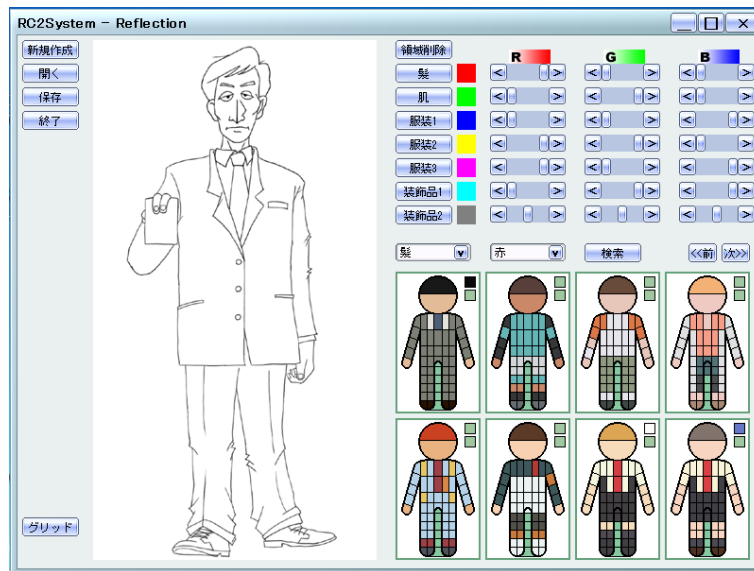 RC2System - Reflection
新規作成
開く
保存
終了
グリッド
領域削除
R G B
髪
肌
服装1
服装2
服装3
装飾品1
装飾品2
髪 赤 検索 <<前 次>>